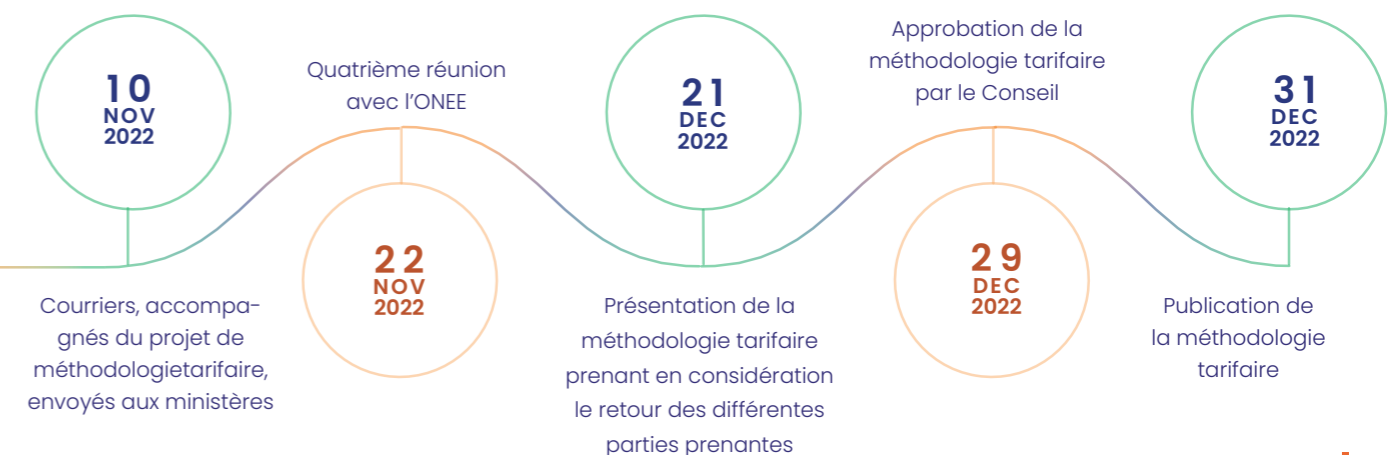 10
NOV
2022
Courriers, accompa-
gnés du projet de
méthodologietarifaire,
envoyés aux ministères
Quatrième réunion
avec l'ONEE
22
NOV
2022
21
DEC
2022
Présentation de la
méthodologie tarifaire
prenant en considération
le retour des différentes
parties prenantes
Approbation de la
méthodologie tarifaire
par le Conseil
29
DEC
2022
31
DEC
2022
Publication de
la méthodologie
tarifaire